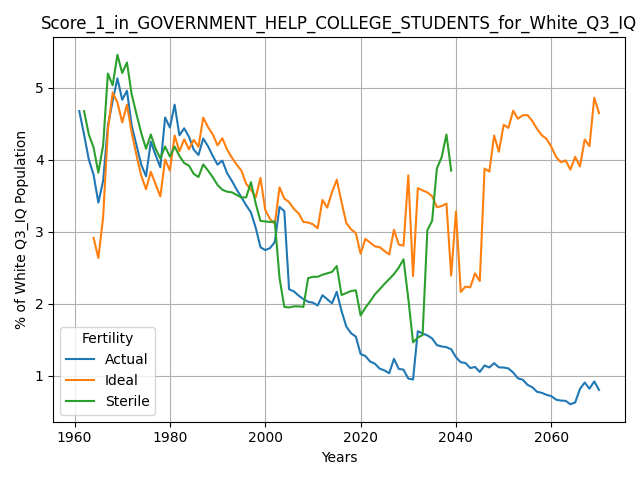 Score_1_in_GOVERNMENT_HELP_COLLEGE_STUDENTS_for_White_Q3_IQ
% of White Q3_IQ Population
5
4
3
2
1
Fertility
Actual
Ideal
Sterile
1960 1980 2000 2020 2040 2060
Years